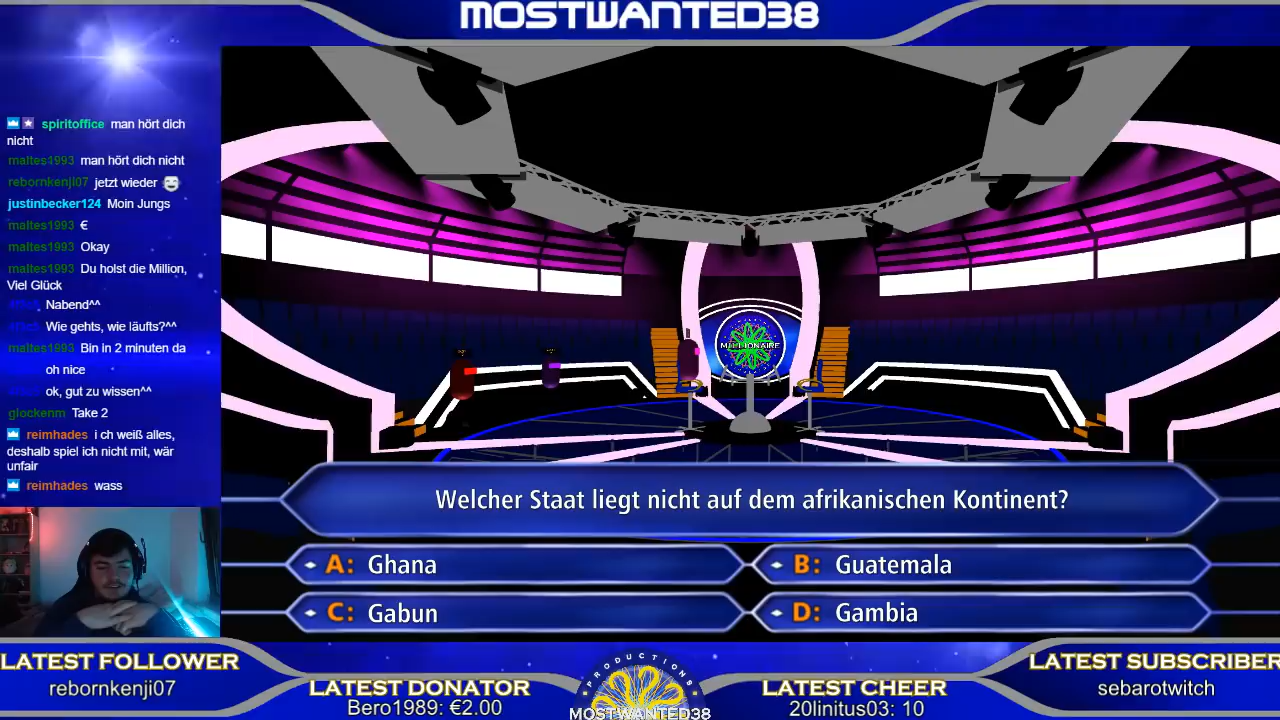 MOSTWANTED38
spiritoffice man hört dich
nicht
maltes1993 man hört dich nicht
rebornkenji07 jetzt wieder
justinbecker124 Moin Jungs
maltes1993 €
maltes1993 Okay
maltes1993 Du holst die Million,
Viel Glück
Nabend^^
Wie gehts, wie läufts?^^
maltes1993 Bin in 2 minuten da
oh nice
ok, gut zu wissen^^
glockenm Take 2
reimhades i ch weiß alles,
deshalb spiel ich nicht mit, wär
unfair
reimhades wass
MILLIONAIRE
Welcher Staat liegt nicht auf dem afrikanischen Kontinent?
A: Ghana
B: Guatemala
C: Gabun
D: Gambia
LATEST FOLLOWER
rebornkenji07
LATEST DONATOR
Bero1989: €2.00
PRODUCTIONS
MOSTWANTED38
LATEST CHEER
20linitus03: 10
LATEST SUBSCRIBER
sebarotwitch